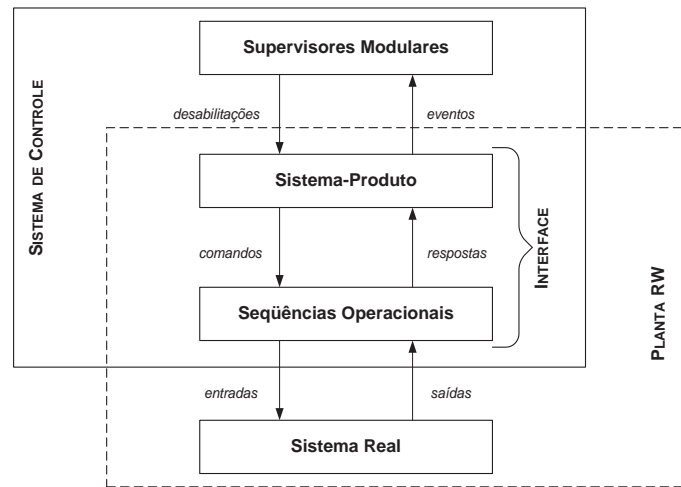 Supervisores Modulares
SISTEMA DE CONTROLE
desabilitações
eventos
Sistema-Produto
INTERFACE
comandos
respostas
PLANTA RW
Seqüências Operacionais
entradas
saídas
Sistema Real